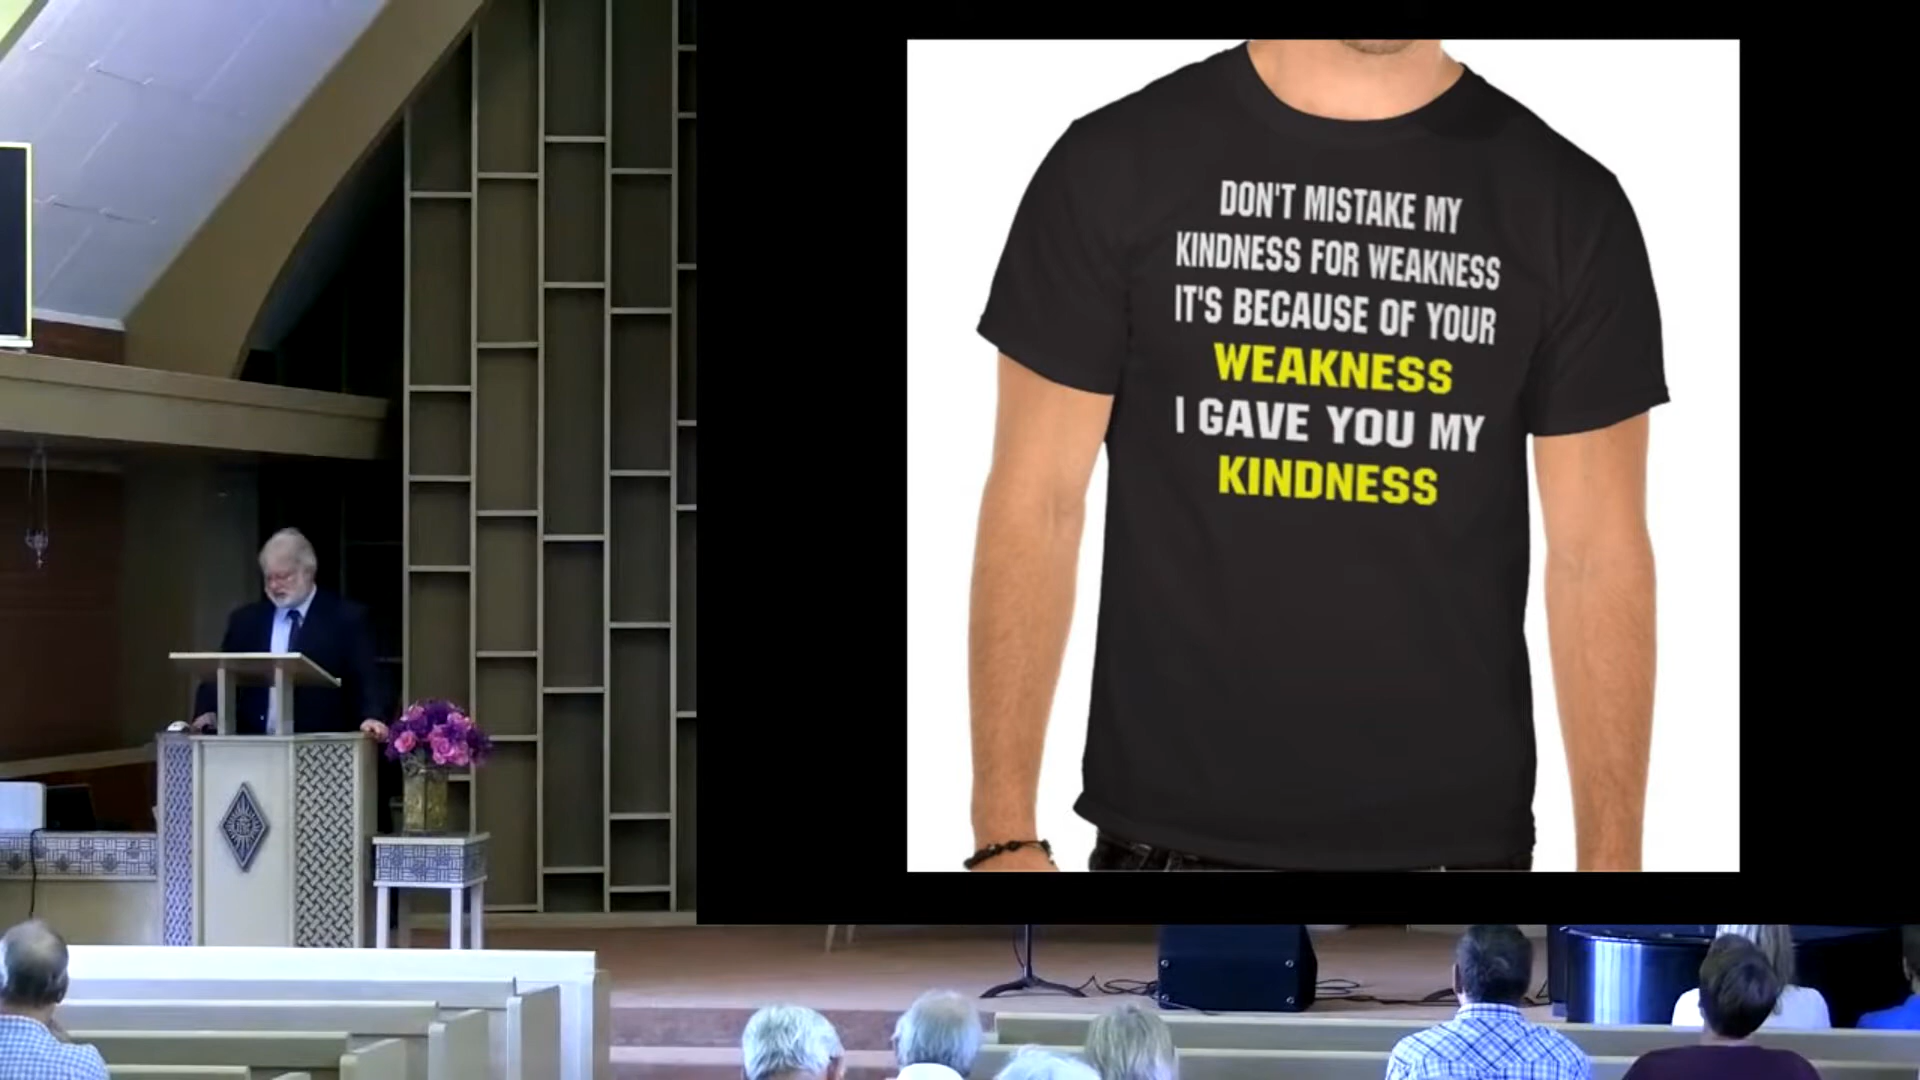 DON'T MISTAKE MY
KINDNESS FOR WEAKNESS
IT'S BECAUSE OF YOUR
WEAKNESS
I GAVE YOU MY
KINDNESS